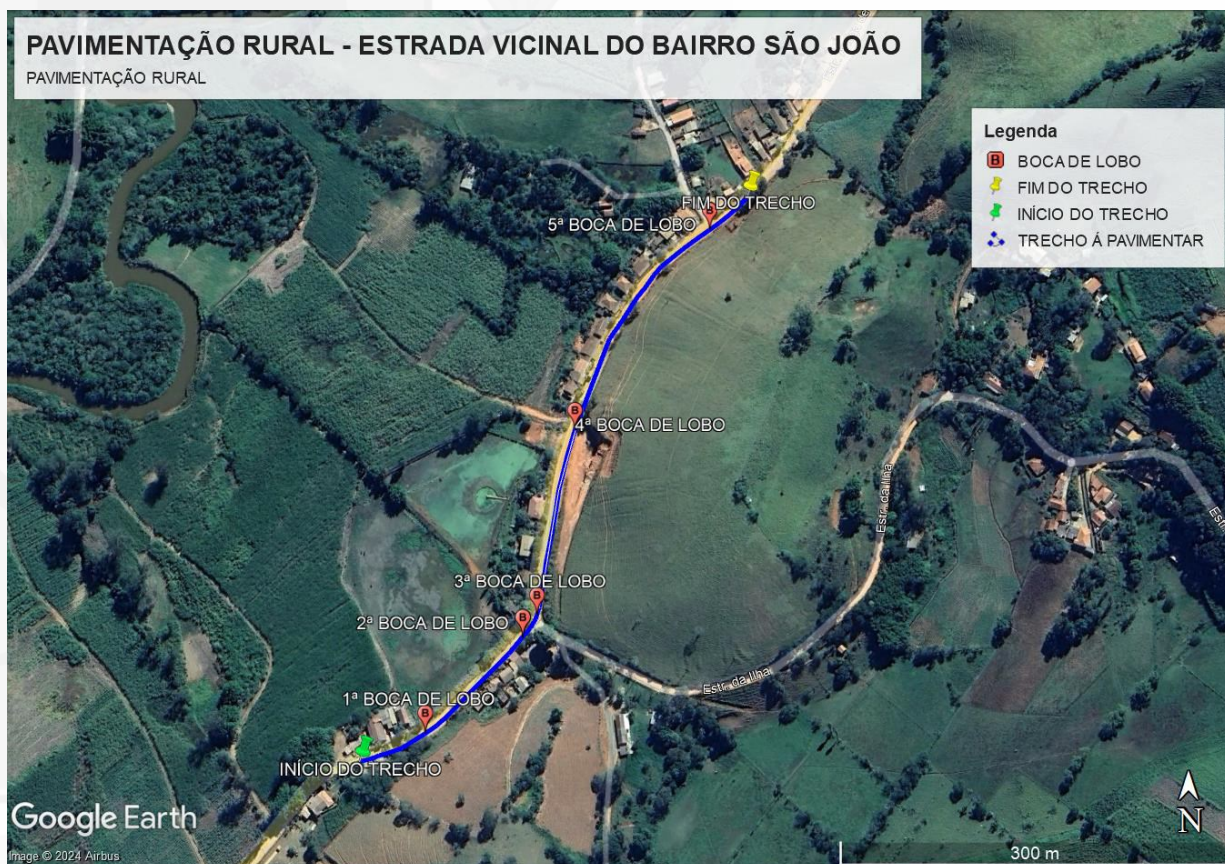 PAVIMENTAÇÃO RURAL - ESTRADA VICINAL DO BAIRRO SÃO JOÃO
PAVIMENTAÇÃO RURAL
Legenda
B BOCA DE LOBO
FIM DO TRECHO
INÍCIO DO TRECHO
TRECHO Á PAVIMENTAR
FIM DO TRECHO
5ª BOCA DE LOBO
B
4ª BOCA DE LOBO
Estr. da Ilha
3ª BOCA DE LOBO
B
2ª BOCA DE LOBO B
Estr. da Ilha
1ª BOCA DE LOBO
B
INÍCIO DO TRECHO
Google Earth
N
Image © 2024 Airbus
300 m